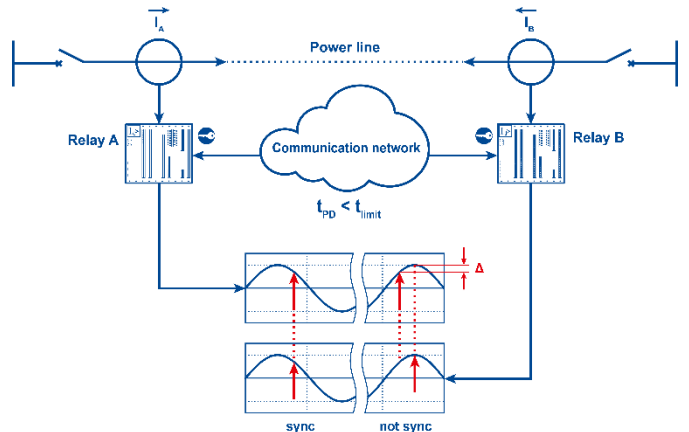 I_A
I_B
Power line
Relay A
I>
Communication network
I>
Relay B
t_PD < t_limit
Δ
sync
not sync